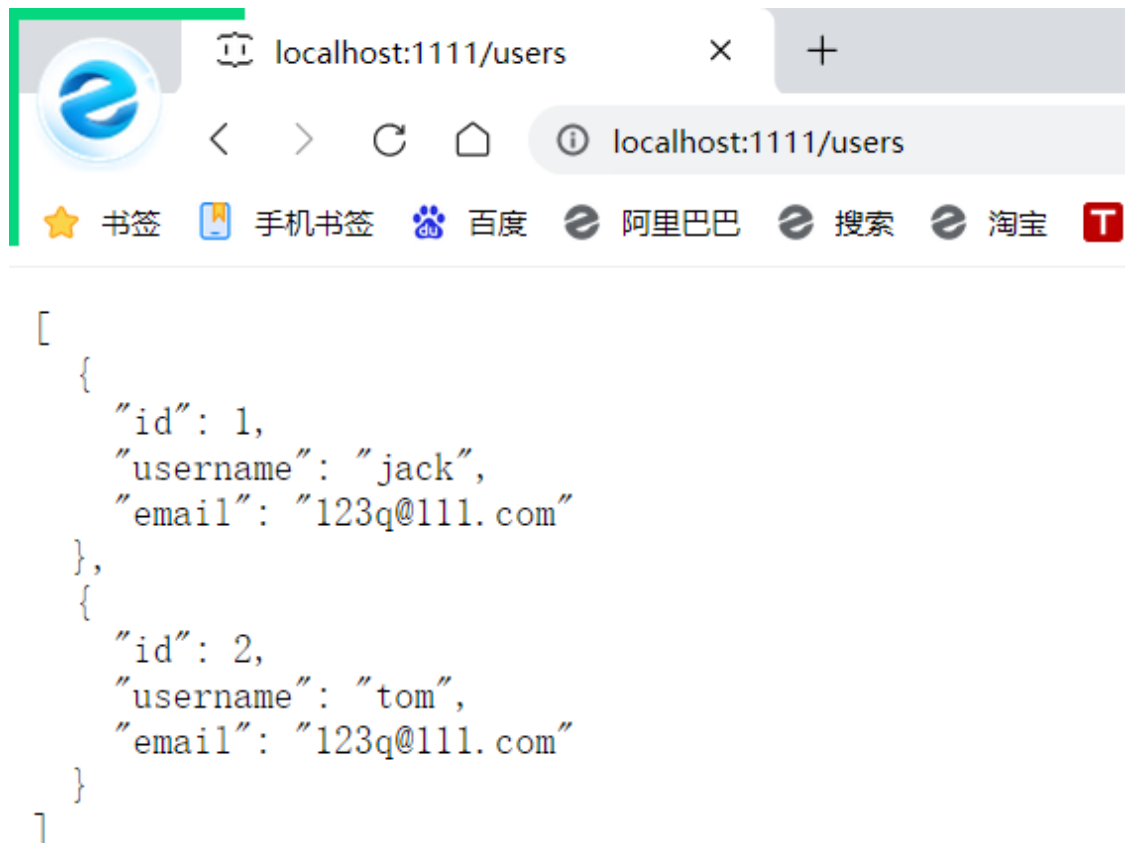 localhost:1111/users
localhost:1111/users
书签 手机书签 百度 阿里巴巴 搜索 淘宝 T
[
  {
    "id": 1,
    "username": "jack",
    "email": "123q@111.com"
  },
  {
    "id": 2,
    "username": "tom",
    "email": "123q@111.com"
  }
]